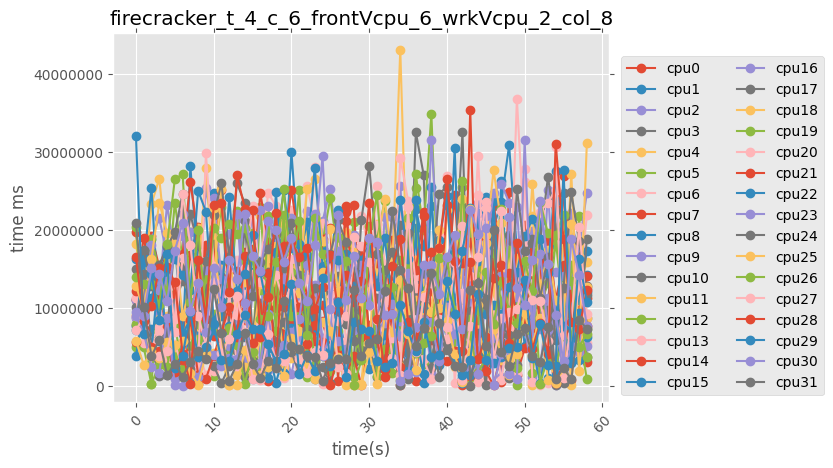 firecracker_t_4_c_6_frontVcpu_6_wrkVcpu_2_col_8
time ms
40000000
30000000
20000000
10000000
0
0
10
20
30
40
50
60
time(s)
cpu0
cpu1
cpu2
cpu3
cpu4
cpu5
cpu6
cpu7
cpu8
cpu9
cpu10
cpu11
cpu12
cpu13
cpu14
cpu15
cpu16
cpu17
cpu18
cpu19
cpu20
cpu21
cpu22
cpu23
cpu24
cpu25
cpu26
cpu27
cpu28
cpu29
cpu30
cpu31